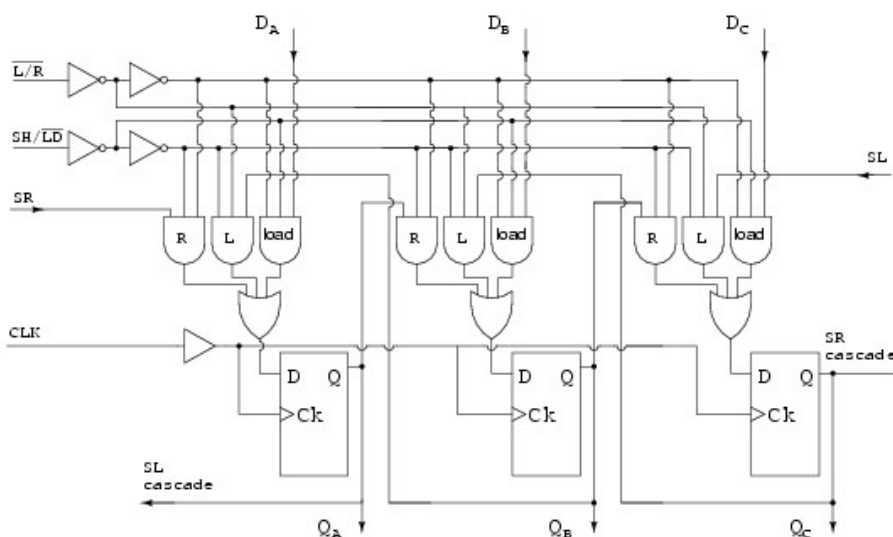 D_A D_B D_C
L̅/̅R̅
SH/L̅D̅
SL
SR
R L load R L load R L load
CLK
SR
cascade
D Q D Q D Q
Ck Ck Ck
SL
cascade
Q_A Q_B Q_C